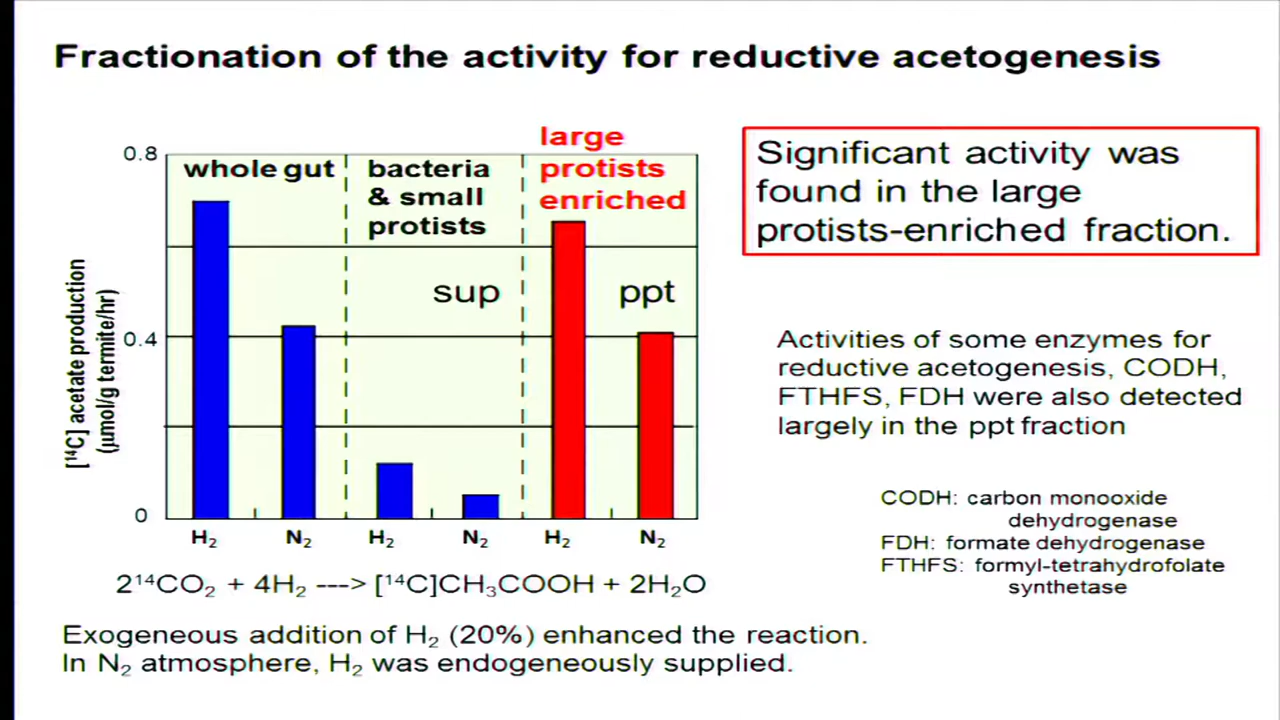 Fractionation of the activity for reductive acetogenesis
large
protists
enriched
whole gut
bacteria
& small
protists
sup
ppt
0.8
0.4
0
[¹⁴C] acetate production
(μmol/g termite/hr)
H₂
N₂
H₂
N₂
H₂
N₂
2¹⁴CO₂ + 4H₂ ---> [¹⁴C]CH₃COOH + 2H₂O
Exogeneous addition of H₂ (20%) enhanced the reaction.
In N₂ atmosphere, H₂ was endogeneously supplied.
Significant activity was
found in the large
protists-enriched fraction.
Activities of some enzymes for
reductive acetogenesis, CODH,
FTHFS, FDH were also detected
largely in the ppt fraction
CODH: carbon monooxide
dehydrogenase
FDH: formate dehydrogenase
FTHFS: formyl-tetrahydrofolate
synthetase